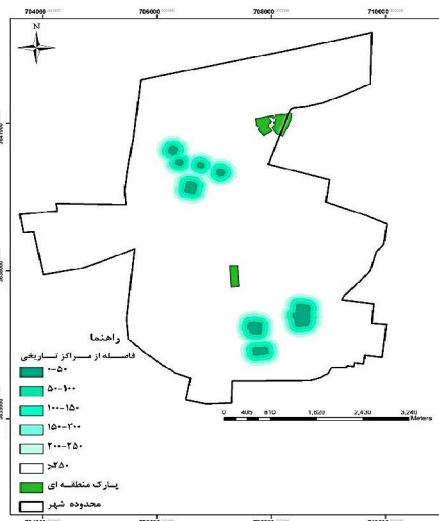 704000 706000 708000 710000
N
راهنما
فاصله از مراکز تاریخی
۰-۵۰
۵۰-۱۰۰
۱۰۰-۱۵۰
۱۵۰-۲۰۰
۲۰۰-۲۵۰
≥۲۵۰
پارک منطقه ای
محدوده شهر
0 405 810 1,620 2,430 3,240
Meters